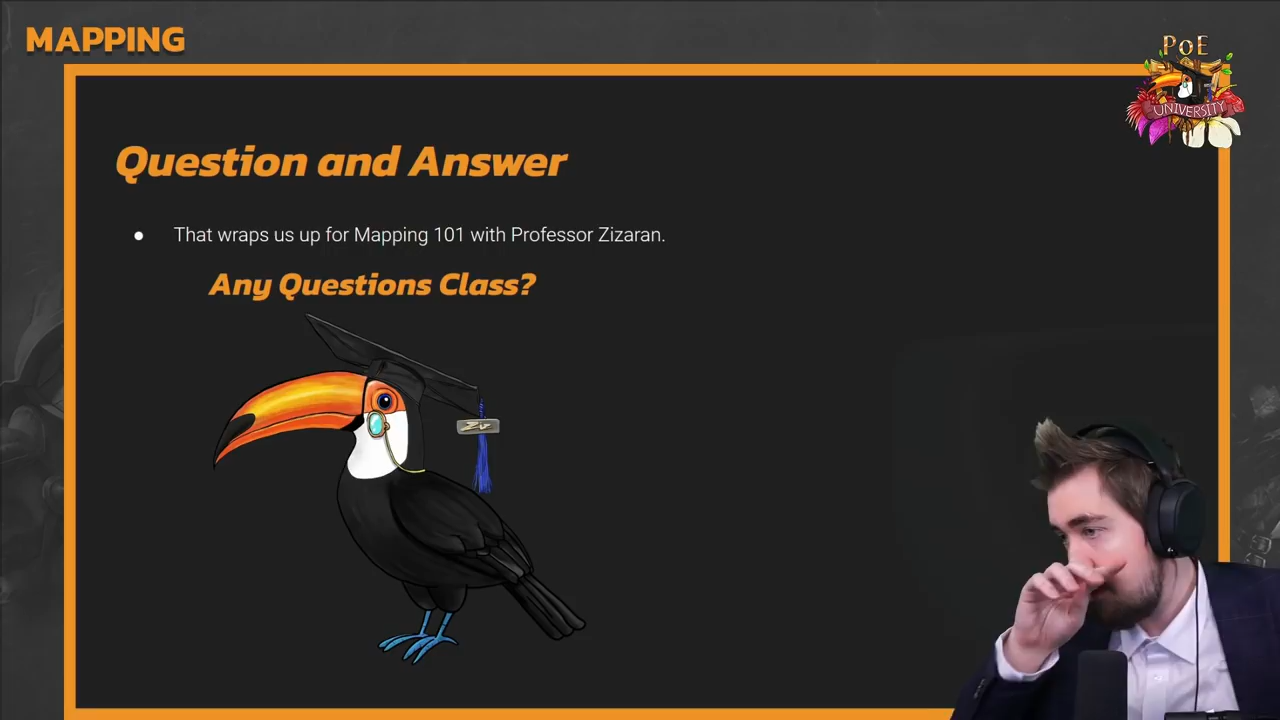 MAPPING
PoE
UNIVERSITY
Question and Answer
● That wraps us up for Mapping 101 with Professor Zizaran.
Any Questions Class?